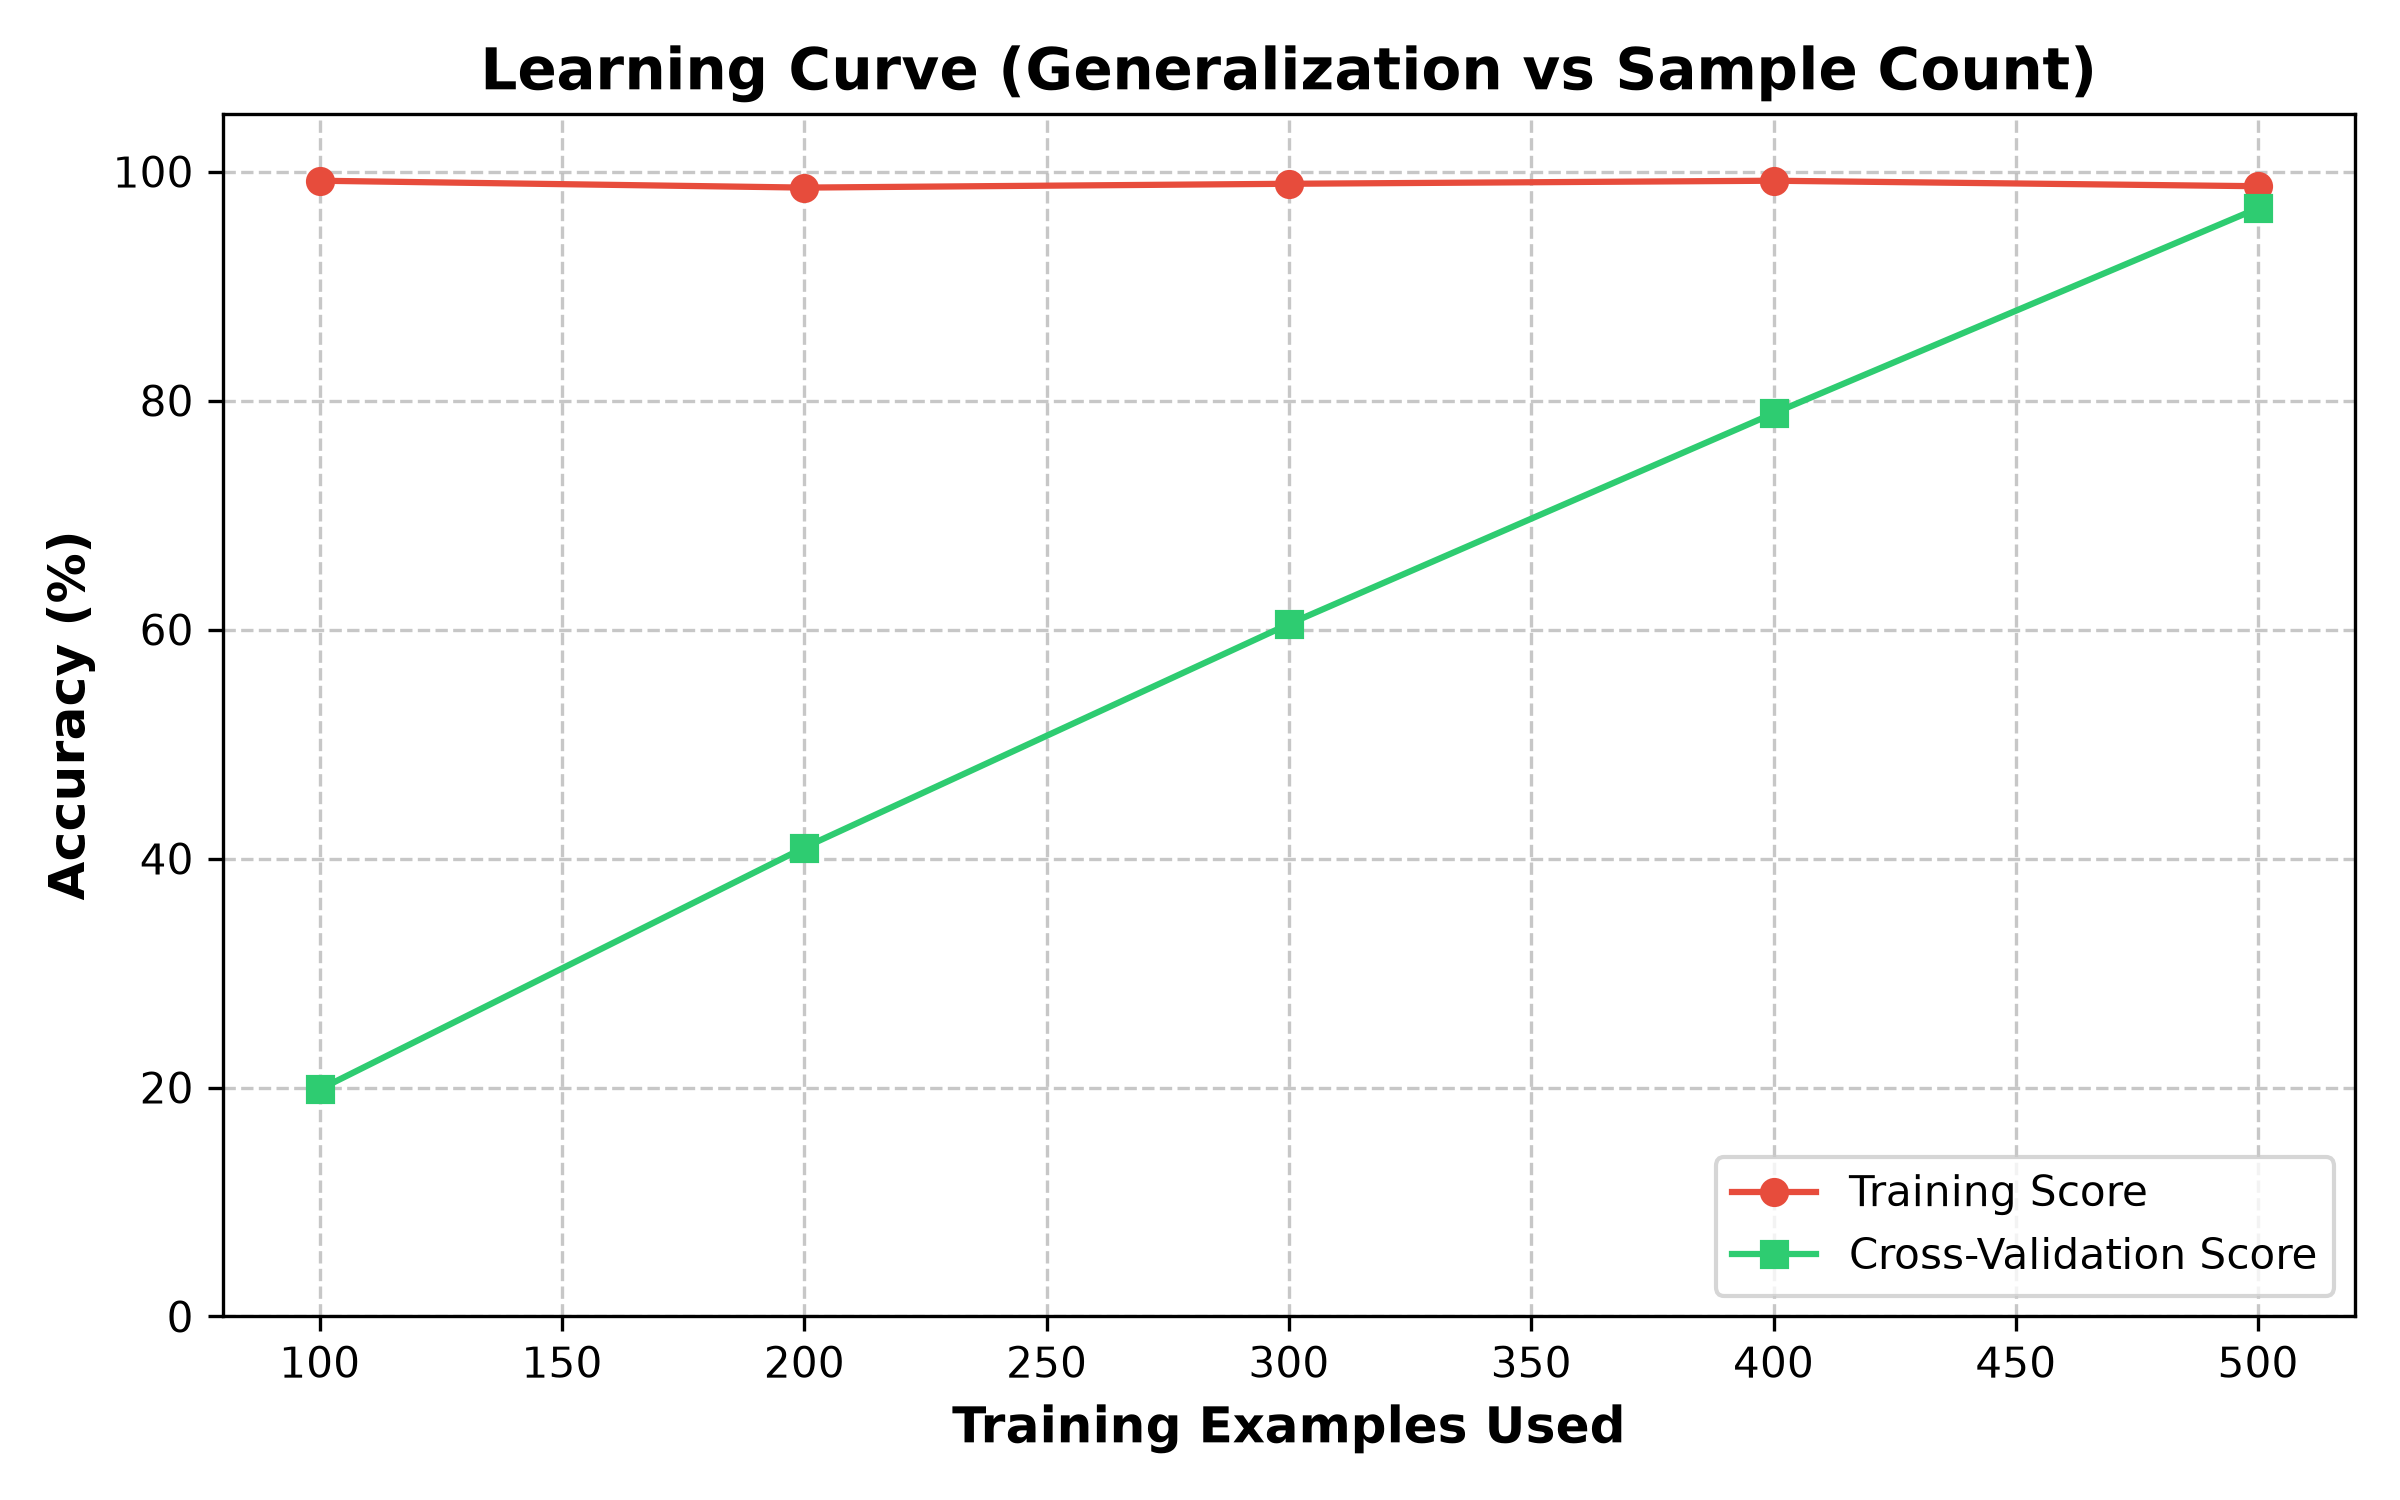 Learning Curve (Generalization vs Sample Count)
100
80
60
40
20
0
Accuracy (%)
100 150 200 250 300 350 400 450 500
Training Examples Used
Training Score
Cross-Validation Score